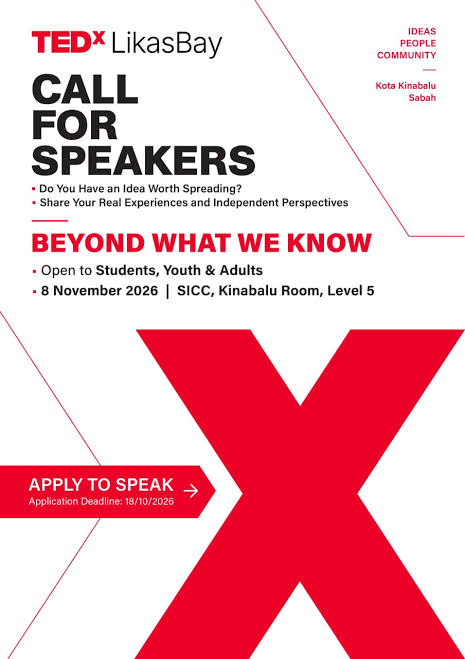 TEDx LikasBay
IDEAS
PEOPLE
COMMUNITY
Kota Kinabalu
Sabah
CALL
FOR
SPEAKERS
▪ Do You Have an Idea Worth Spreading?
▪ Share Your Real Experiences and Independent Perspectives
BEYOND WHAT WE KNOW
▪ Open to Students, Youth & Adults
▪ 8 November 2026 | SICC, Kinabalu Room, Level 5
APPLY TO SPEAK →
Application Deadline: 18/10/2026
X